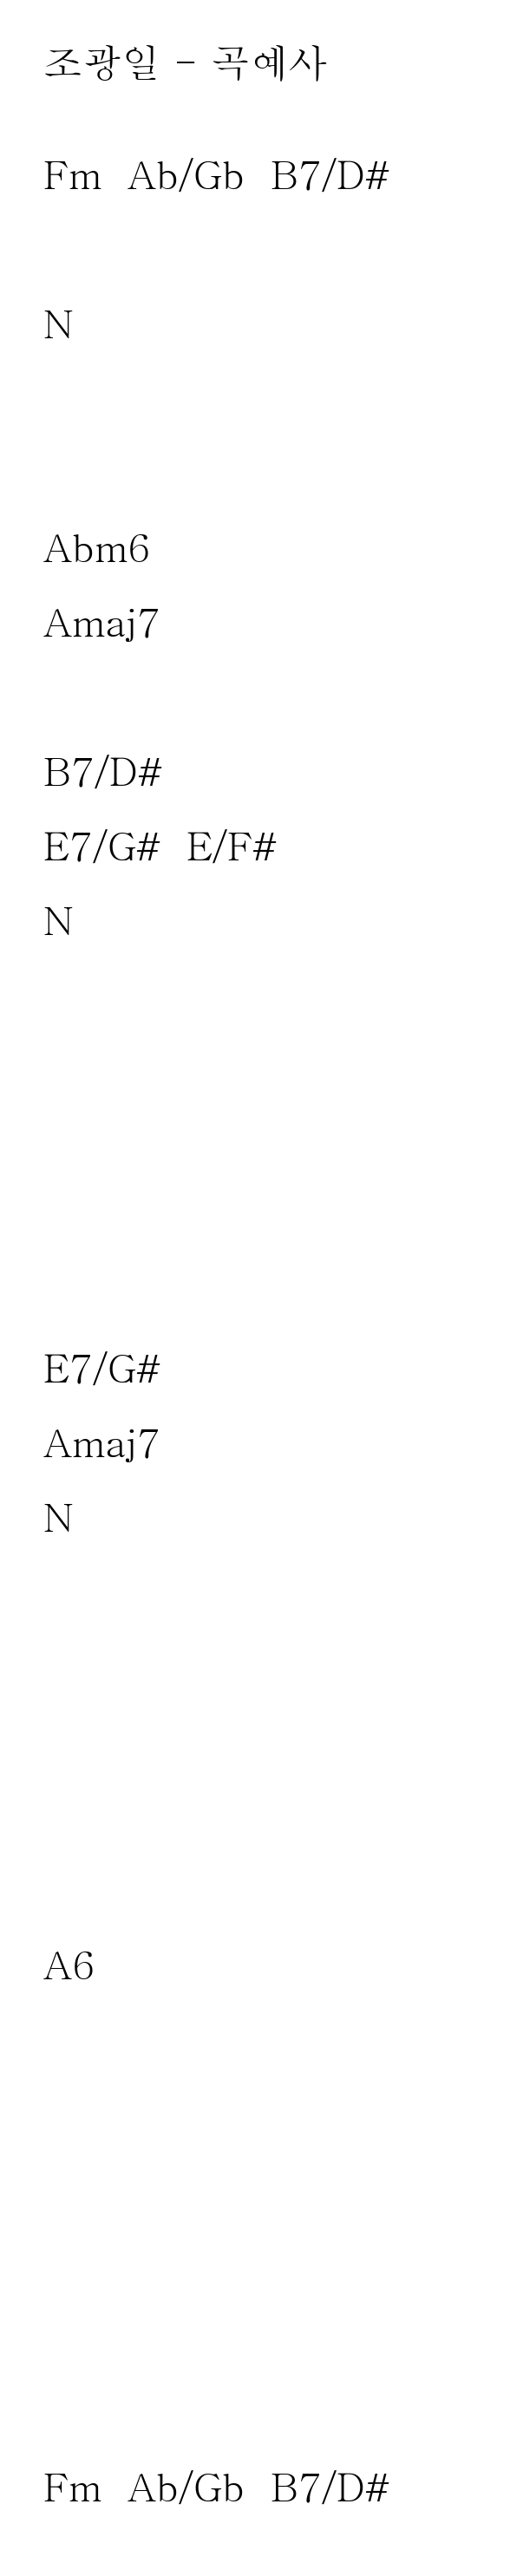 조광일 - 곡예사
Fm Ab/Gb B7/D#
N
Abm6
Amaj7
B7/D#
E7/G# E/F#
N
E7/G#
Amaj7
N
A6
Fm Ab/Gb B7/D#